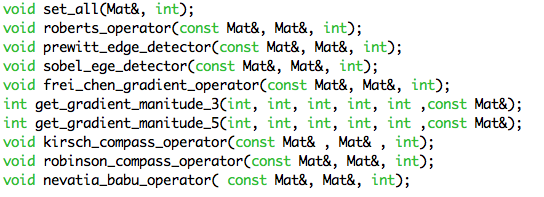 void set_all(Mat&, int);
void roberts_operator(const Mat&, Mat&, int);
void prewitt_edge_detector(const Mat&, Mat&, int);
void sobel_ege_detector(const Mat&, Mat&, int);
void frei_chen_gradient_operator(const Mat&, Mat&, int);
int get_gradient_manitude_3(int, int, int, int, int ,const Mat&);
int get_gradient_manitude_5(int, int, int, int, int ,const Mat&);
void kirsch_compass_operator(const Mat& , Mat& , int);
void robinson_compass_operator(const Mat&, Mat&, int);
void nevatia_babu_operator( const Mat&, Mat&, int);